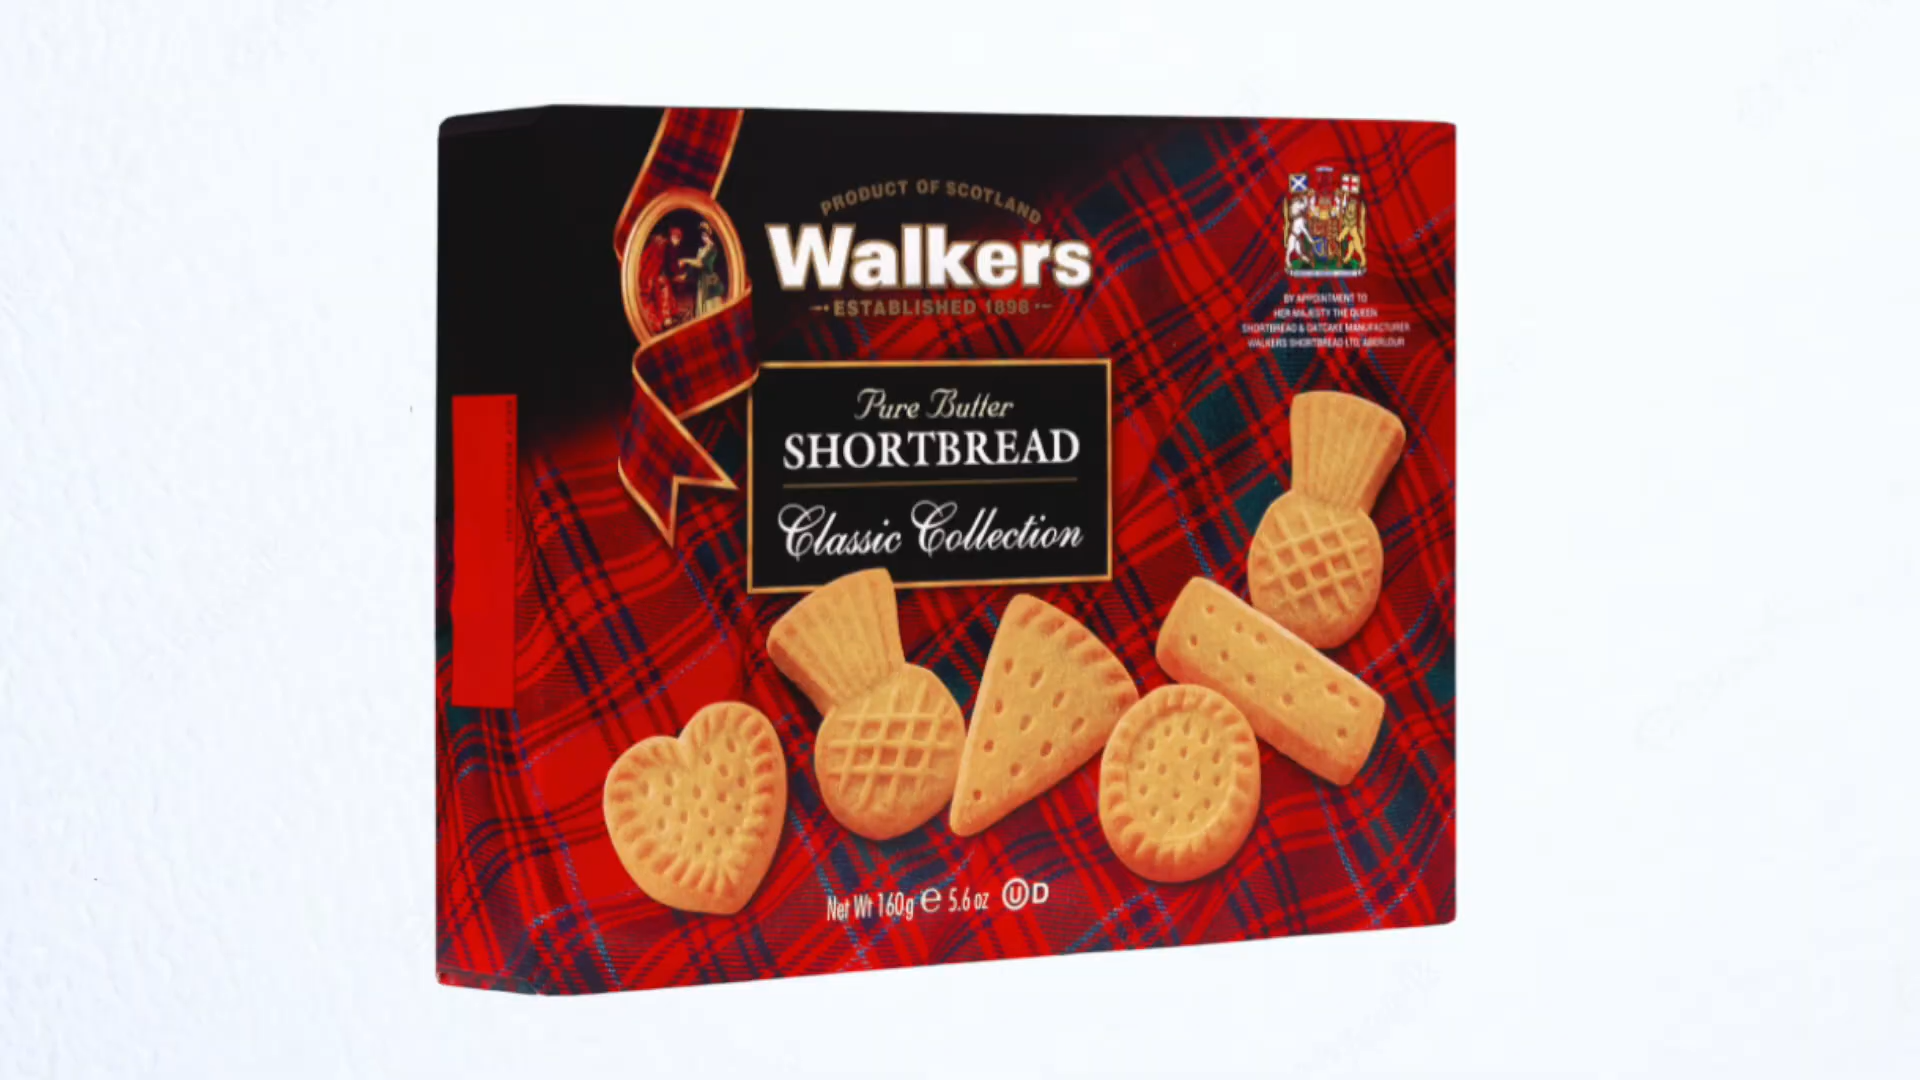 PRODUCT OF SCOTLAND
Walkers
ESTABLISHED 1898
BY APPOINTMENT TO
HER MAJESTY THE QUEEN
SHORTBREAD & OATCAKE MANUFACTURER
WALKERS SHORTBREAD LTD, ABERLOUR
Pure Butter
SHORTBREAD
Classic Collection
Net Wt 160g e 5.6 oz U D